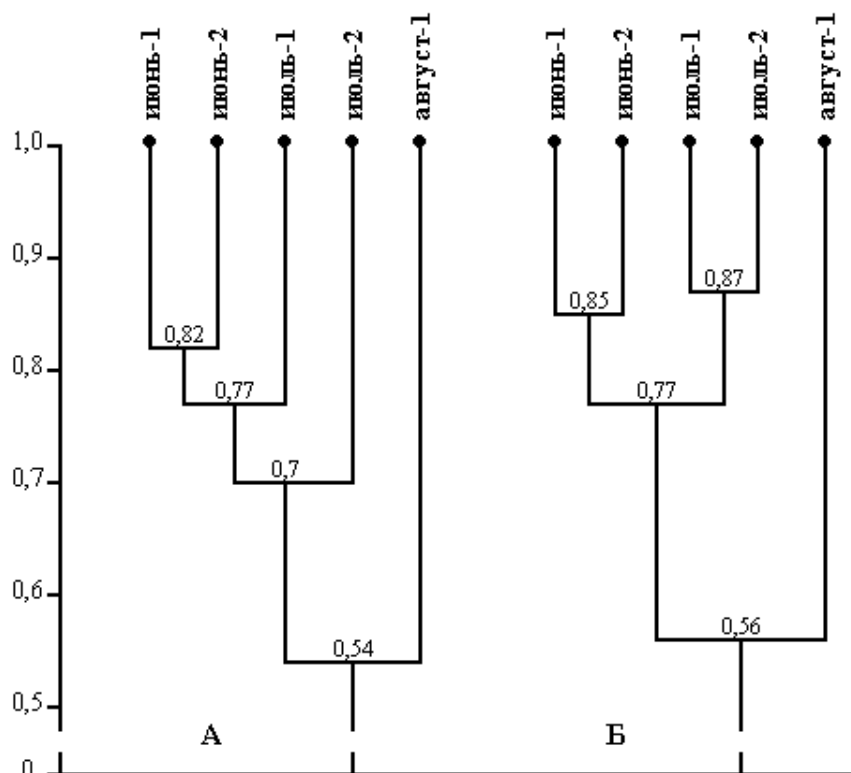 июнь-1
июнь-2
июль-1
июль-2
август-1
июнь-1
июнь-2
июль-1
июль-2
август-1
1,0
0,9
0,87
0,85
0,82
0,8
0,77
0,77
0,7
0,7
0,6
0,56
0,54
0,5
А
Б
0